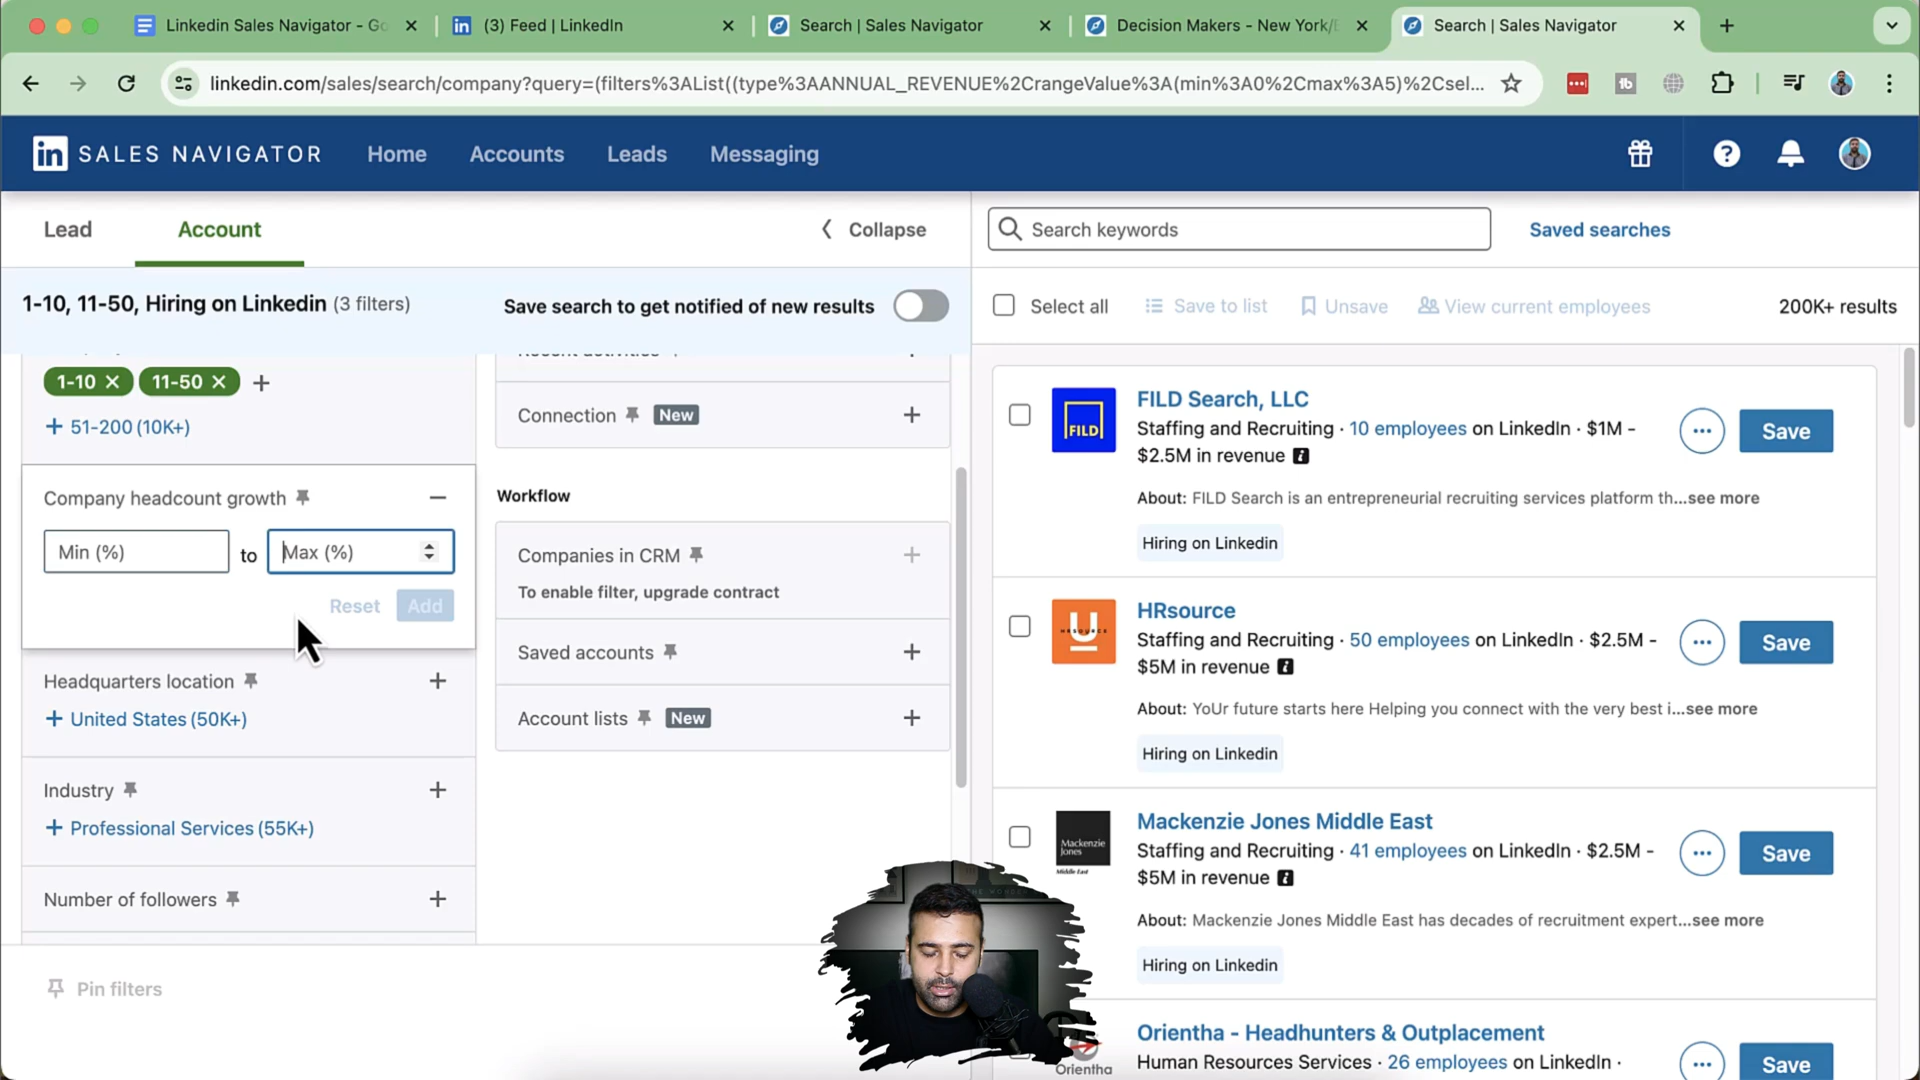 Linkedin Sales Navigator - Go
(3) Feed | LinkedIn
Search | Sales Navigator
Decision Makers - New York/
Search | Sales Navigator
linkedin.com/sales/search/company?query=(filters%3AList((type%3AANNUAL_REVENUE%2CrangeValue%3A(min%3A0%2Cmax%3A5)%2Csel...
in SALES NAVIGATOR
Home
Accounts
Leads
Messaging
Lead
Account
Collapse
Search keywords
Saved searches
1-10, 11-50, Hiring on Linkedin (3 filters)
Save search to get notified of new results
Select all
Save to list
Unsave
View current employees
200K+ results
1-10
11-50
+ 51-200 (10K+)
Company headcount growth
Min (%)
to
Max (%)
Reset
Add
Headquarters location
+ United States (50K+)
Industry
+ Professional Services (55K+)
Number of followers
Pin filters
Connection
New
Workflow
Companies in CRM
To enable filter, upgrade contract
Saved accounts
Account lists
New
FILD
FILD Search, LLC
Staffing and Recruiting · 10 employees on LinkedIn · $1M -
$2.5M in revenue
About: FILD Search is an entrepreneurial recruiting services platform th...see more
Hiring on Linkedin
Save
HRSOURCE
HRsource
Staffing and Recruiting · 50 employees on LinkedIn · $2.5M -
$5M in revenue
About: YoUr future starts here Helping you connect with the very best i...see more
Hiring on Linkedin
Save
Mackenzie
Jones
Middle East
Mackenzie Jones Middle East
Staffing and Recruiting · 41 employees on LinkedIn · $2.5M -
$5M in revenue
About: Mackenzie Jones Middle East has decades of recruitment expert...see more
Hiring on Linkedin
Save
Orientha
Orientha - Headhunters & Outplacement
Human Resources Services · 26 employees on LinkedIn ·
Save